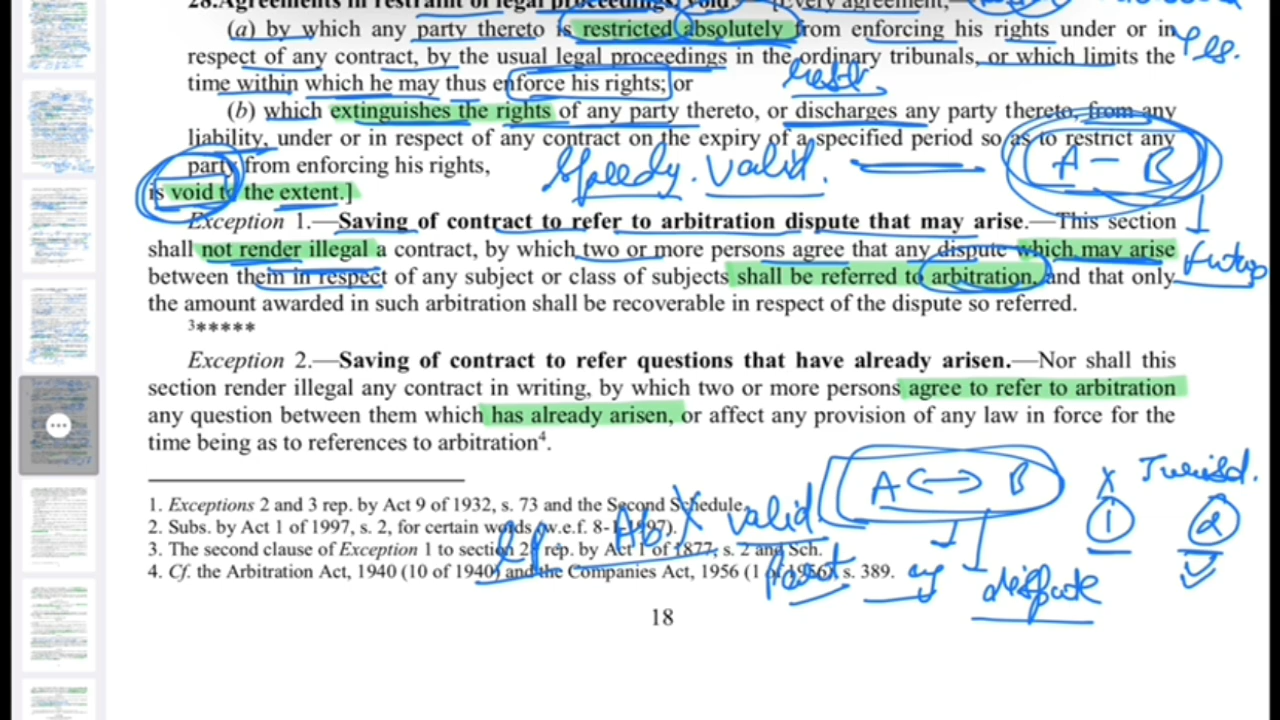 28.Agreements in restraint of legal proceedings, void.—[Every agreement,—
(a) by which any party thereto is restricted absolutely from enforcing his rights under or in
respect of any contract, by the usual legal proceedings in the ordinary tribunals, or which limits the
time within which he may thus enforce his rights; or
(b) which extinguishes the rights of any party thereto, or discharges any party thereto, from any
liability, under or in respect of any contract on the expiry of a specified period so as to restrict any
party from enforcing his rights,
Speedy. valid.
A – B
is void to the extent.]
Exception 1.—Saving of contract to refer to arbitration dispute that may arise.—This section
shall not render illegal a contract, by which two or more persons agree that any dispute which may arise
between them in respect of any subject or class of subjects shall be referred to arbitration, and that only
the amount awarded in such arbitration shall be recoverable in respect of the dispute so referred.
3*****
Exception 2.—Saving of contract to refer questions that have already arisen.—Nor shall this
section render illegal any contract in writing, by which two or more persons agree to refer to arbitration
any question between them which has already arisen, or affect any provision of any law in force for the
time being as to references to arbitration4.
A ↔ B
X
1
2
1. Exceptions 2 and 3 rep. by Act 9 of 1932, s. 73 and the Second Schedule.
valid
2. Subs. by Act 1 of 1997, s. 2, for certain words (w.e.f. 8-1-1997).
3. The second clause of Exception 1 to section 28 rep. by Act 1 of 1877, s. 2 and Sch.
4. Cf. the Arbitration Act, 1940 (10 of 1940) and the Companies Act, 1956 (1 of 1956), s. 389.
dispute
18